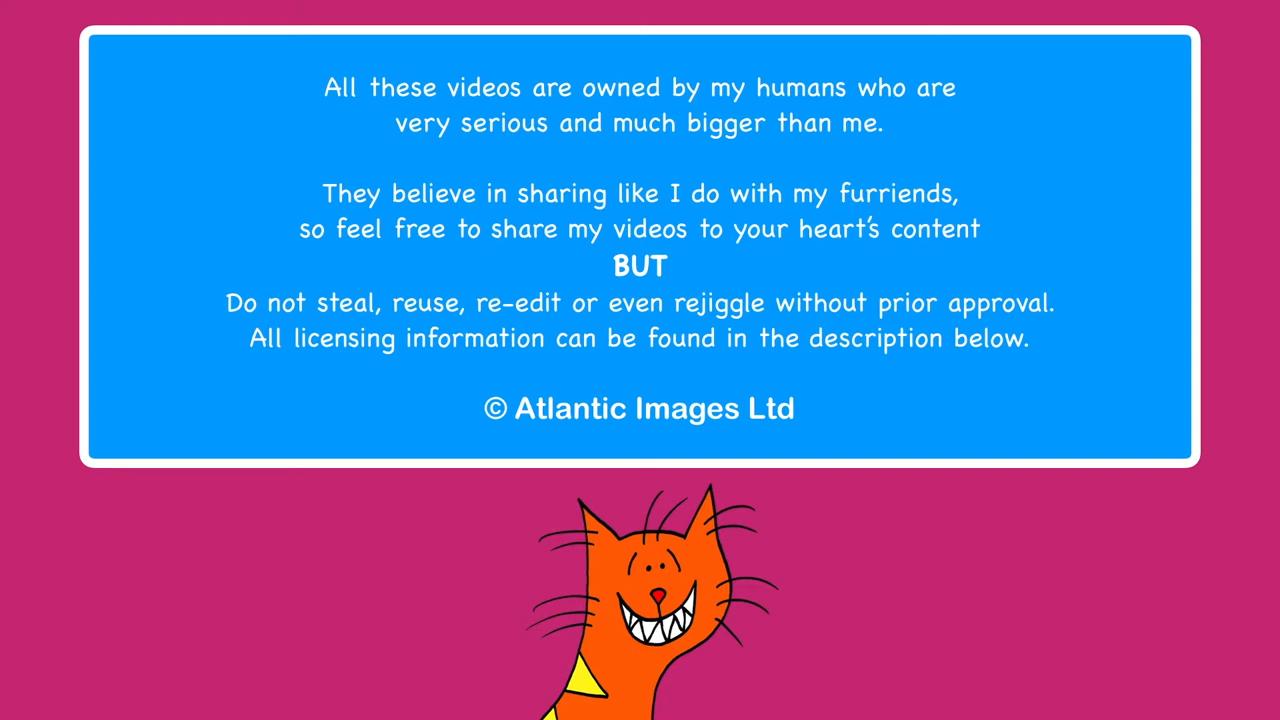 All these videos are owned by my humans who are
very serious and much bigger than me.
They believe in sharing like I do with my furriends,
so feel free to share my videos to your heart's content
BUT
Do not steal, reuse, re-edit or even rejiggle without prior approval.
All licensing information can be found in the description below.
© Atlantic Images Ltd